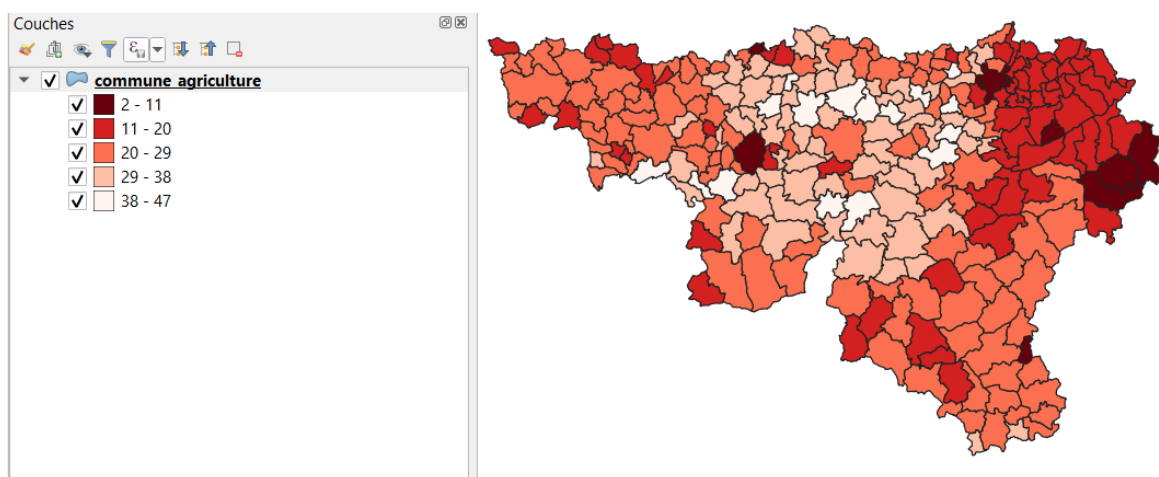 Couches
commune_agriculture
2 - 11
11 - 20
20 - 29
29 - 38
38 - 47